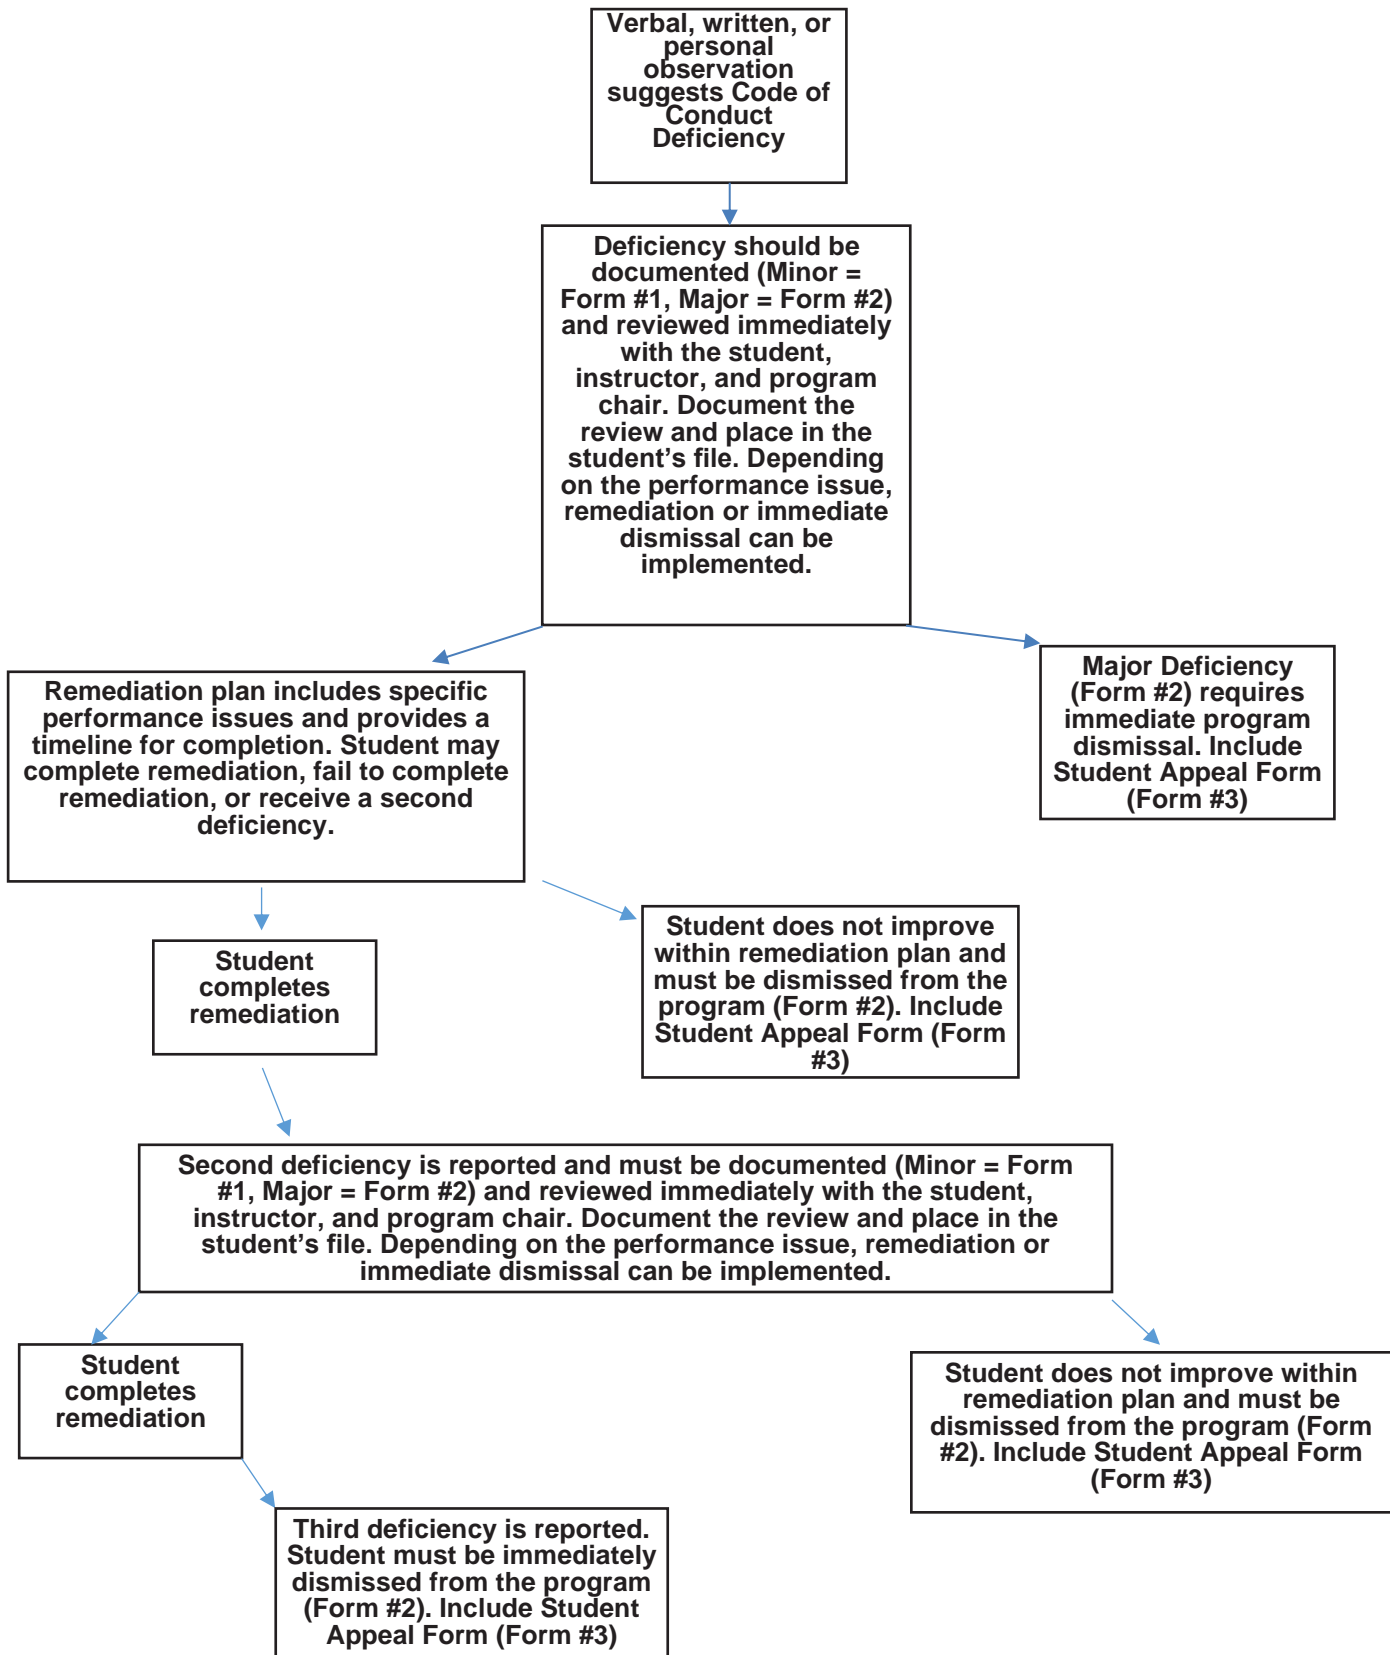 Verbal, written, or
personal
observation
suggests Code of
Conduct
Deficiency
Deficiency should be
documented (Minor =
Form #1, Major = Form #2)
and reviewed immediately
with the student,
instructor, and program
chair. Document the
review and place in the
student’s file. Depending
on the performance issue,
remediation or immediate
dismissal can be
implemented.
Remediation plan includes specific
performance issues and provides a
timeline for completion. Student may
complete remediation, fail to complete
remediation, or receive a second
deficiency.
Major Deficiency
(Form #2) requires
immediate program
dismissal. Include
Student Appeal Form
(Form #3)
Student
completes
remediation
Student does not improve
within remediation plan and
must be dismissed from the
program (Form #2). Include
Student Appeal Form (Form
#3)
Second deficiency is reported and must be documented (Minor = Form
#1, Major = Form #2) and reviewed immediately with the student,
instructor, and program chair. Document the review and place in the
student’s file. Depending on the performance issue, remediation or
immediate dismissal can be implemented.
Student
completes
remediation
Student does not improve within
remediation plan and must be
dismissed from the program (Form
#2). Include Student Appeal Form
(Form #3)
Third deficiency is reported.
Student must be immediately
dismissed from the program
(Form #2). Include Student
Appeal Form (Form #3)